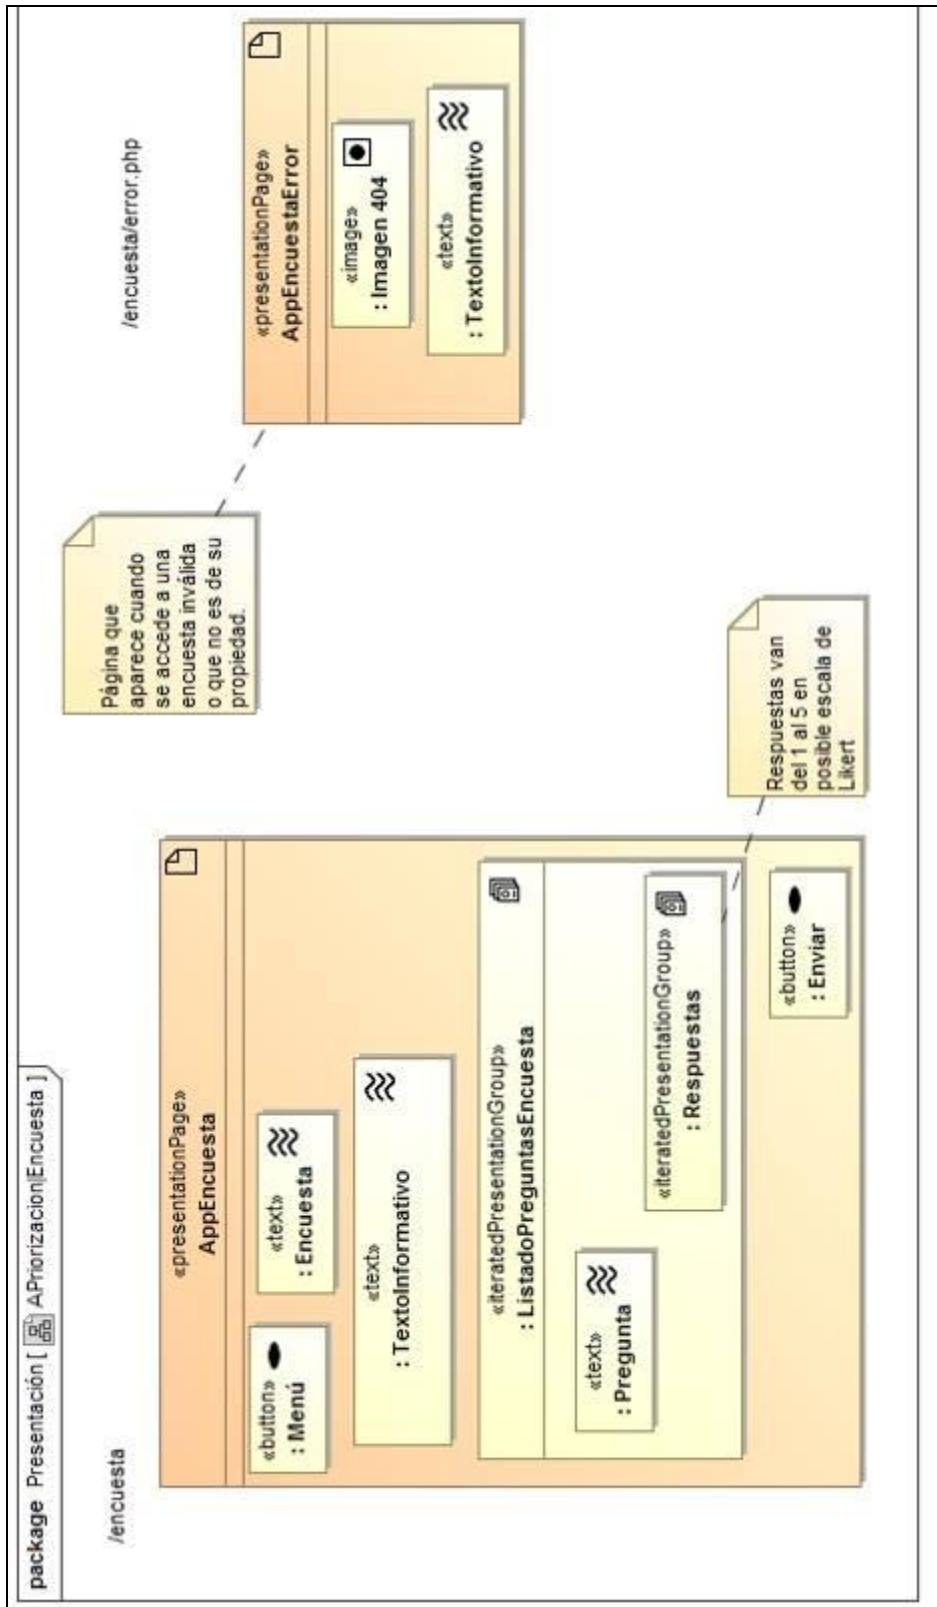 package Presentación [ APriorizacion|Encuesta ]
/encuesta
«presentationPage»
AppEncuesta
«button»
: Menú
«text»
: Encuesta
«text»
: TextoInformativo
«iteratedPresentationGroup»
: ListadoPreguntasEncuesta
«text»
: Pregunta
«iteratedPresentationGroup»
: Respuestas
«button»
: Enviar
Respuestas van
del 1 al 5 en
posible escala de
Likert
Página que
aparece cuando
se accede a una
encuesta inválida
o que no es de su
propiedad.
/encuesta/error.php
«presentationPage»
AppEncuestaError
«image»
: Imagen 404
«text»
: TextoInformativo